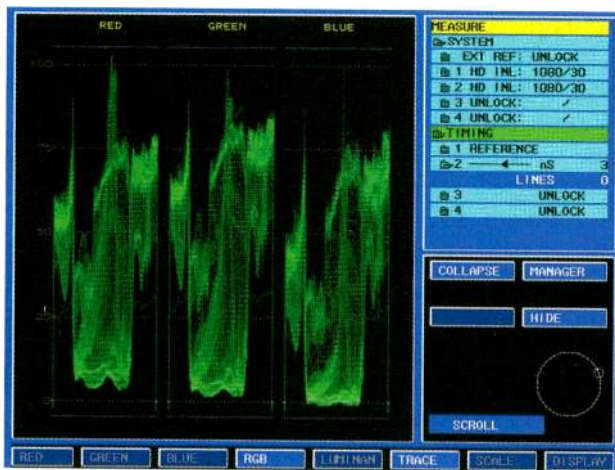 RED GREEN BLUE
100
50
0
MEASURE
SYSTEM
EXT REF: UNLOCK
1 HD INL: 1080/30
2 HD INL: 1080/30
3 UNLOCK: /
4 UNLOCK: /
TIMING
1 REFERENCE
2 nS 3
LINES 0
3 UNLOCK
4 UNLOCK
COLLAPSE MANAGER
HIDE
SCROLL
RED GREEN BLUE RGB LUMINAN TRACE SCALE DISPLAY